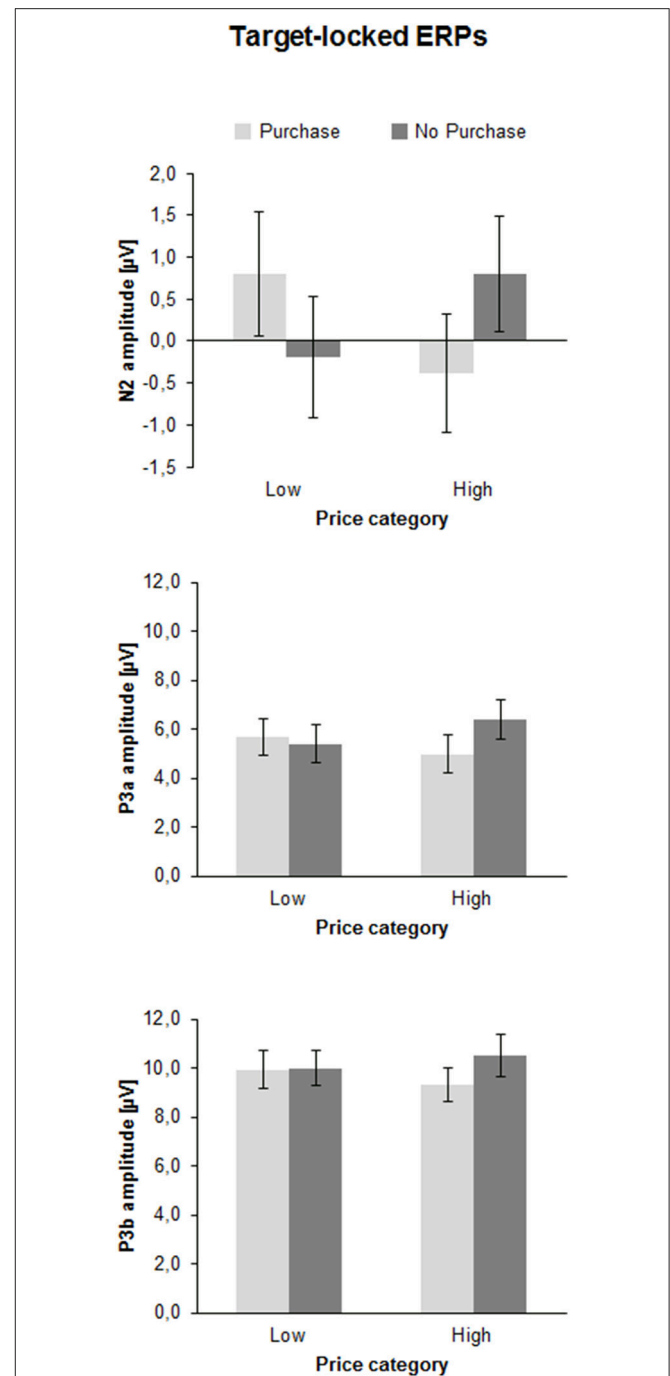 Target-locked ERPs
Purchase No Purchase
2,0
1,5
1,0
0,5
0,0
-0,5
-1,0
-1,5
N2 amplitude [µV]
Low High
Price category
12,0
10,0
8,0
6,0
4,0
2,0
0,0
P3a amplitude [µV]
Low High
Price category
12,0
10,0
8,0
6,0
4,0
2,0
0,0
P3b amplitude [µV]
Low High
Price category